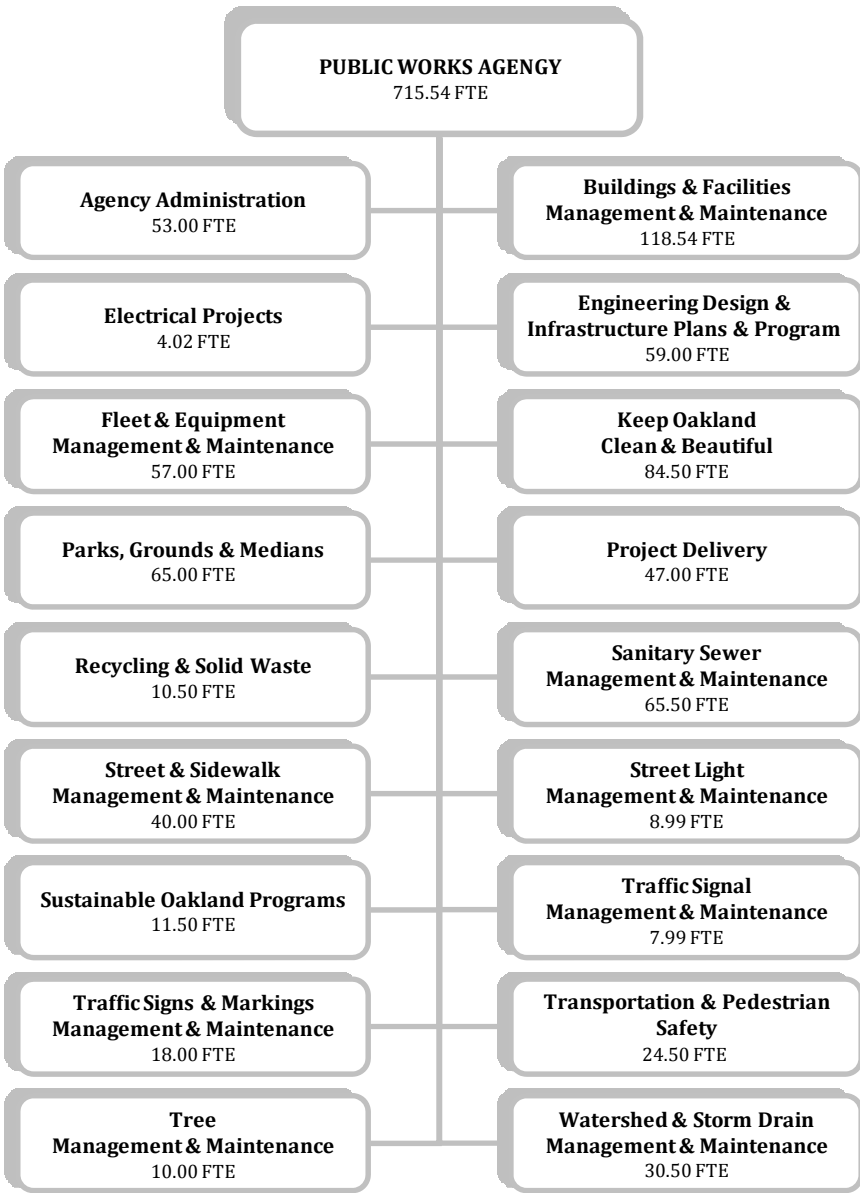 PUBLIC WORKS AGENGY
715.54 FTE
Agency Administration
53.00 FTE
Buildings & Facilities
Management & Maintenance
118.54 FTE
Electrical Projects
4.02 FTE
Engineering Design &
Infrastructure Plans & Program
59.00 FTE
Fleet & Equipment
Management & Maintenance
57.00 FTE
Keep Oakland
Clean & Beautiful
84.50 FTE
Parks, Grounds & Medians
65.00 FTE
Project Delivery
47.00 FTE
Recycling & Solid Waste
10.50 FTE
Sanitary Sewer
Management & Maintenance
65.50 FTE
Street & Sidewalk
Management & Maintenance
40.00 FTE
Street Light
Management & Maintenance
8.99 FTE
Sustainable Oakland Programs
11.50 FTE
Traffic Signal
Management & Maintenance
7.99 FTE
Traffic Signs & Markings
Management & Maintenance
18.00 FTE
Transportation & Pedestrian
Safety
24.50 FTE
Tree
Management & Maintenance
10.00 FTE
Watershed & Storm Drain
Management & Maintenance
30.50 FTE